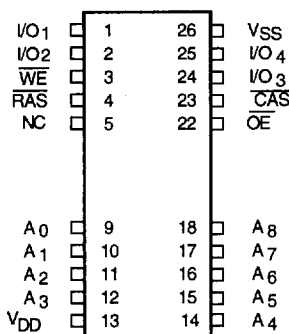 I/O1 1 26 VSS
I/O2 2 25 I/O4
WE 3 24 I/O3
RAS 4 23 CAS
NC 5 22 OE
A0 9 18 A8
A1 10 17 A7
A2 11 16 A6
A3 12 15 A5
VDD 13 14 A4